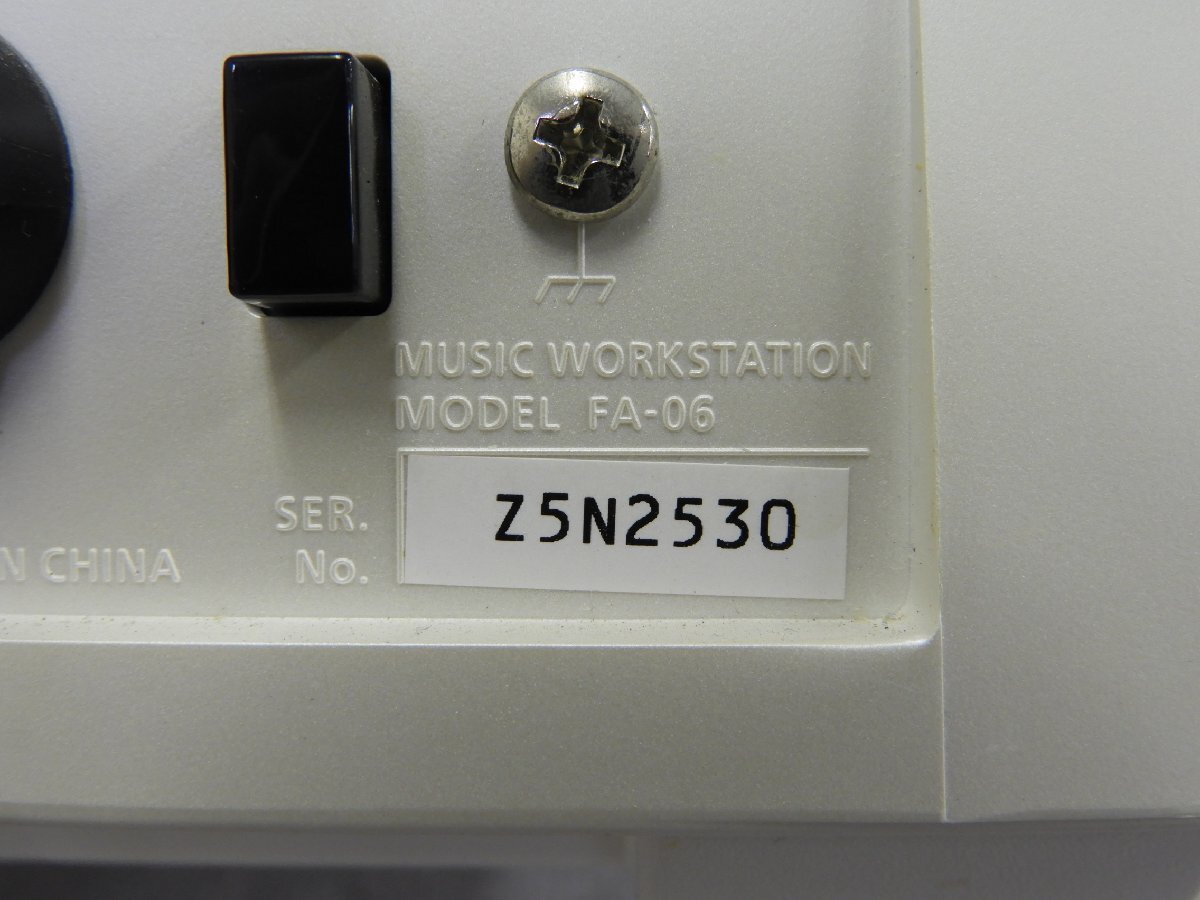 MUSIC WORKSTATION
MODEL FA-06
SER.
No.
Z5N2530
N CHINA